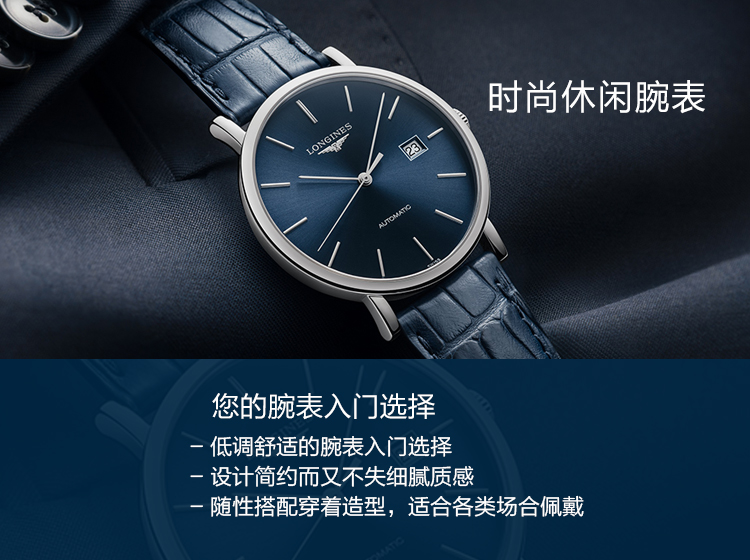 时尚休闲腕表
LONGINES
23
AUTOMATIC
您的腕表入门选择
- 低调舒适的腕表入门选择
- 设计简约而又不失细腻质感
- 随性搭配穿着造型，适合各类场合佩戴